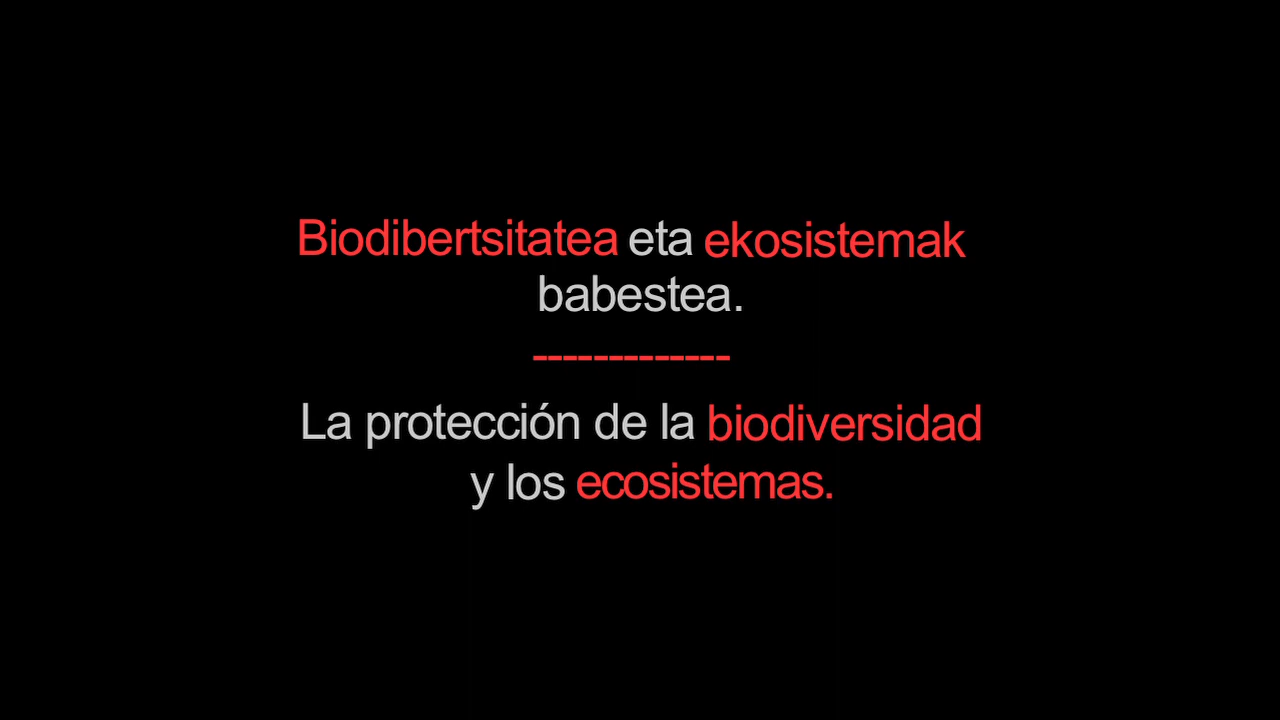 Biodibertsitatea eta ekosistemak
babestea.
-------------
La protección de la biodiversidad
y los ecosistemas.